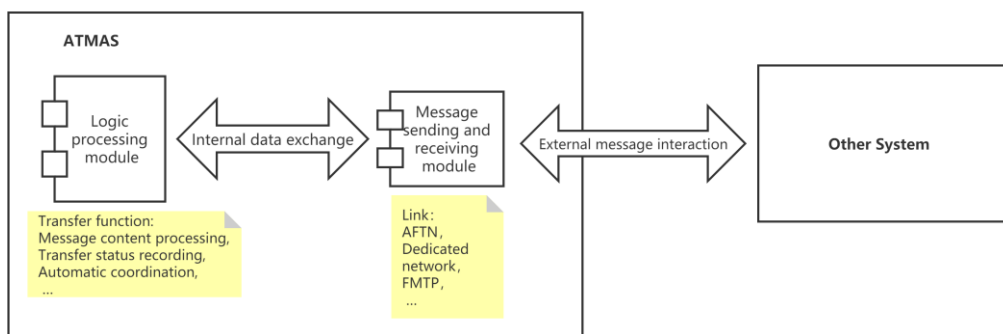 ATMAS
Logic
processing
module
Internal data exchange
Message
sending and
receiving
module
External message interaction
Other System
Transfer function:
Message content processing,
Transfer status recording,
Automatic coordination,
...
Link:
AFTN,
Dedicated
network,
FMTP,
...